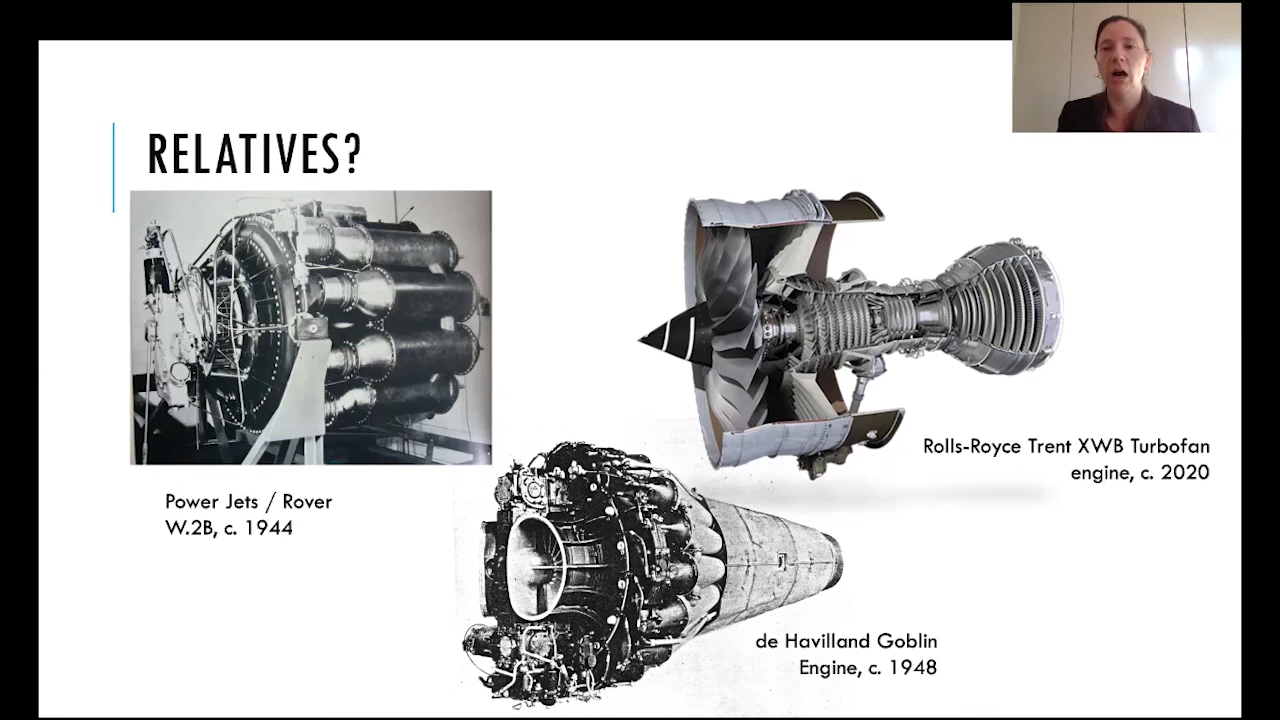 RELATIVES?
Power Jets / Rover
W.2B, c. 1944
Rolls-Royce Trent XWB Turbofan
engine, c. 2020
de Havilland Goblin
Engine, c. 1948